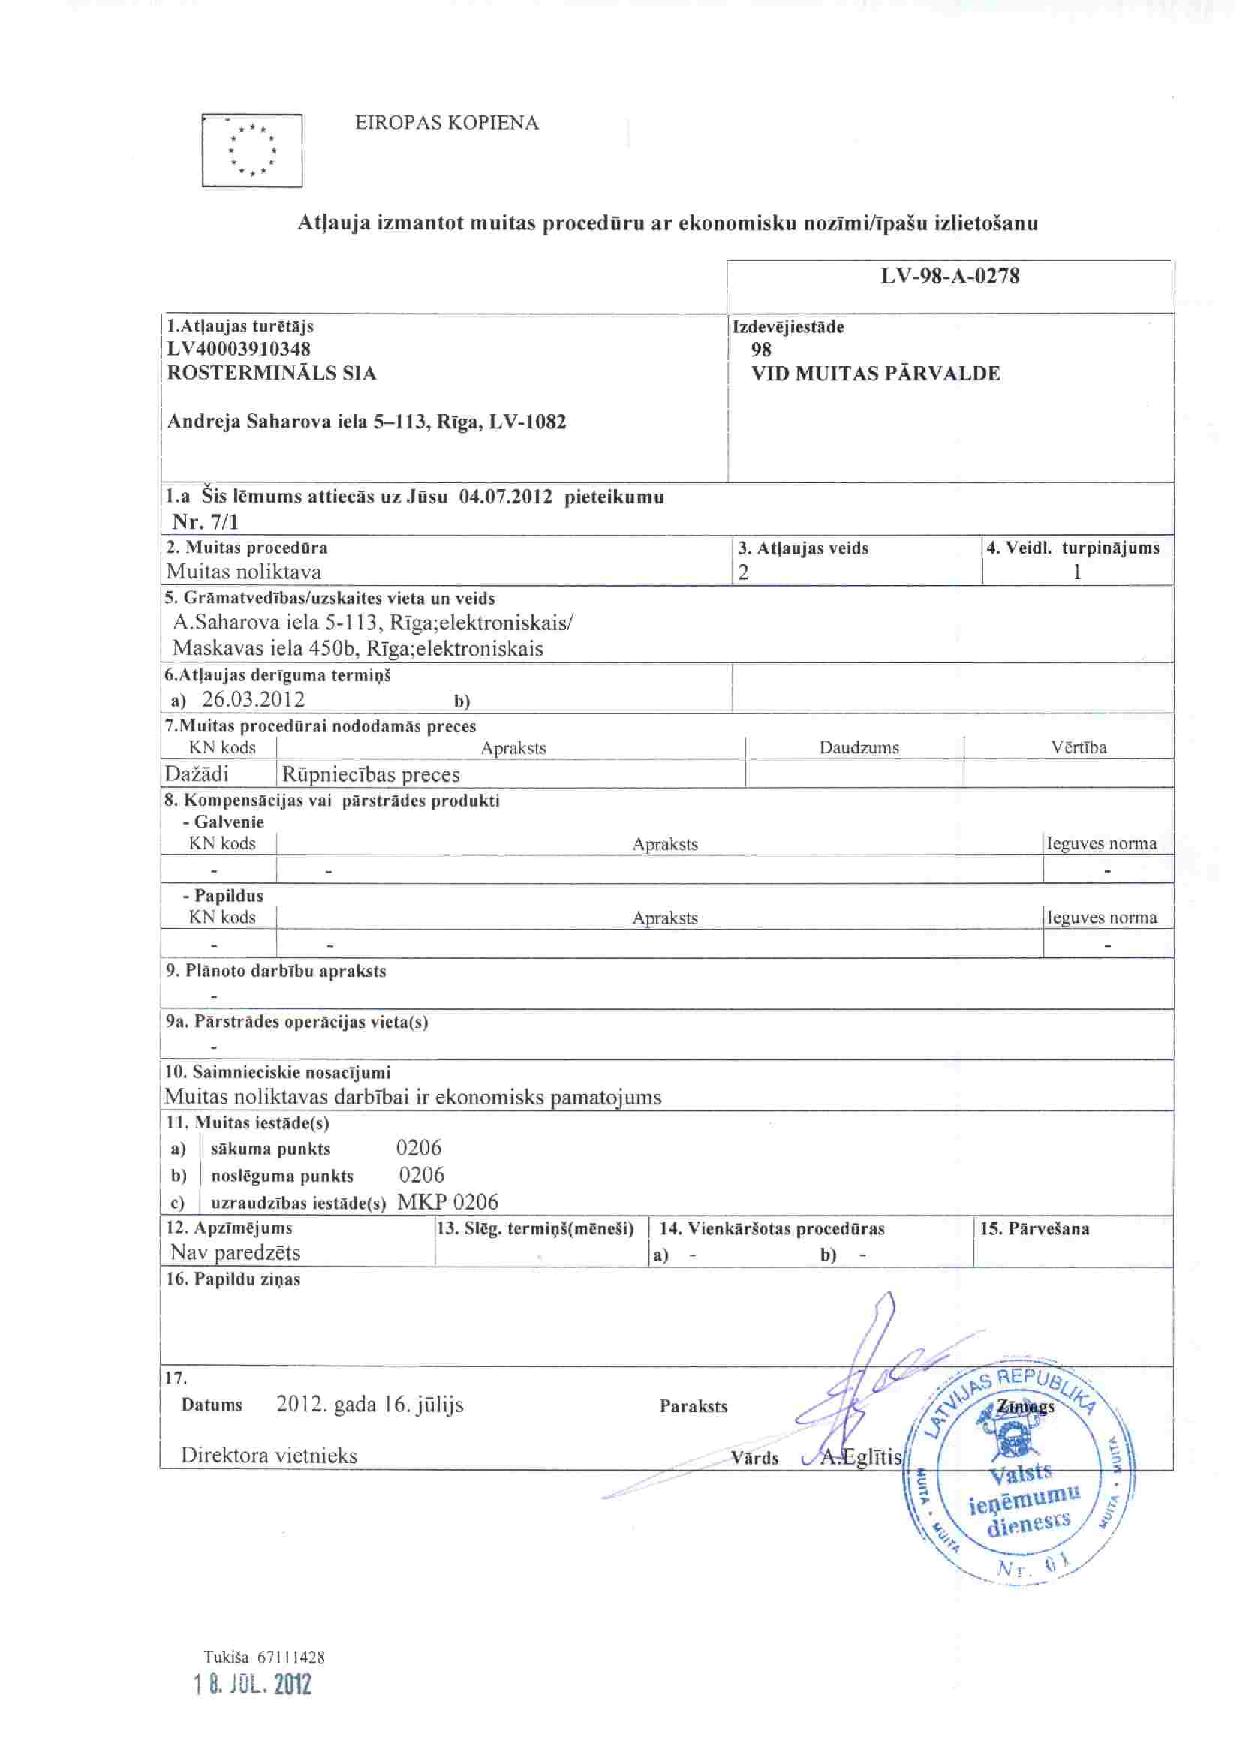 EIROPAS KOPIENA
Atļauja izmantot muitas procedūru ar ekonomisku nozīmi/īpašu izlietošanu
LV-98-A-0278
1.Atļaujas turētājs
LV40003910348
ROSTERMINĀLS SIA
Andreja Saharova iela 5–113, Rīga, LV-1082
Izdevējiestāde
98
VID MUITAS PĀRVALDE
1.a Šis lēmums attiecās uz Jūsu 04.07.2012 pieteikumu
Nr. 7/1
2. Muitas procedūra
Muitas noliktava
3. Atļaujas veids
2
4. Veidl. turpinājums
1
5. Grāmatvedības/uzskaites vieta un veids
A.Saharova iela 5-113, Rīga;elektroniskais/
Maskavas iela 450b, Rīga;elektroniskais
6.Atļaujas derīguma termiņš
a) 26.03.2012 b)
7.Muitas procedūrai nododamās preces
KN kods Apraksts Daudzums Vērtība
Dažādi Rūpniecības preces
8. Kompensācijas vai pārstrādes produkti
- Galvenie
KN kods Apraksts Ieguves norma
- - -
- Papildus
KN kods Apraksts Ieguves norma
- - -
9. Plānoto darbību apraksts
-
9a. Pārstrādes operācijas vieta(s)
-
10. Saimnieciskie nosacījumi
Muitas noliktavas darbībai ir ekonomisks pamatojums
11. Muitas iestāde(s)
a) sākuma punkts 0206
b) noslēguma punkts 0206
c) uzraudzības iestāde(s) MKP 0206
12. Apzīmējums 13. Slēg. termiņš(mēneši) 14. Vienkāršotas procedūras 15. Pārvešana
Nav paredzēts a) - b) -
16. Papildu ziņas
17.
Datums 2012. gada 16. jūlijs Paraksts Zīmogs
Direktora vietnieks Vārds A.Eglītis
LATVIJAS REPUBLIKA
Valsts
ieņēmumu
dienests
MUITA • MUITA
MUITA • MUITA
Nr. 61
Tukiša 67111428
18. JŪL. 2012